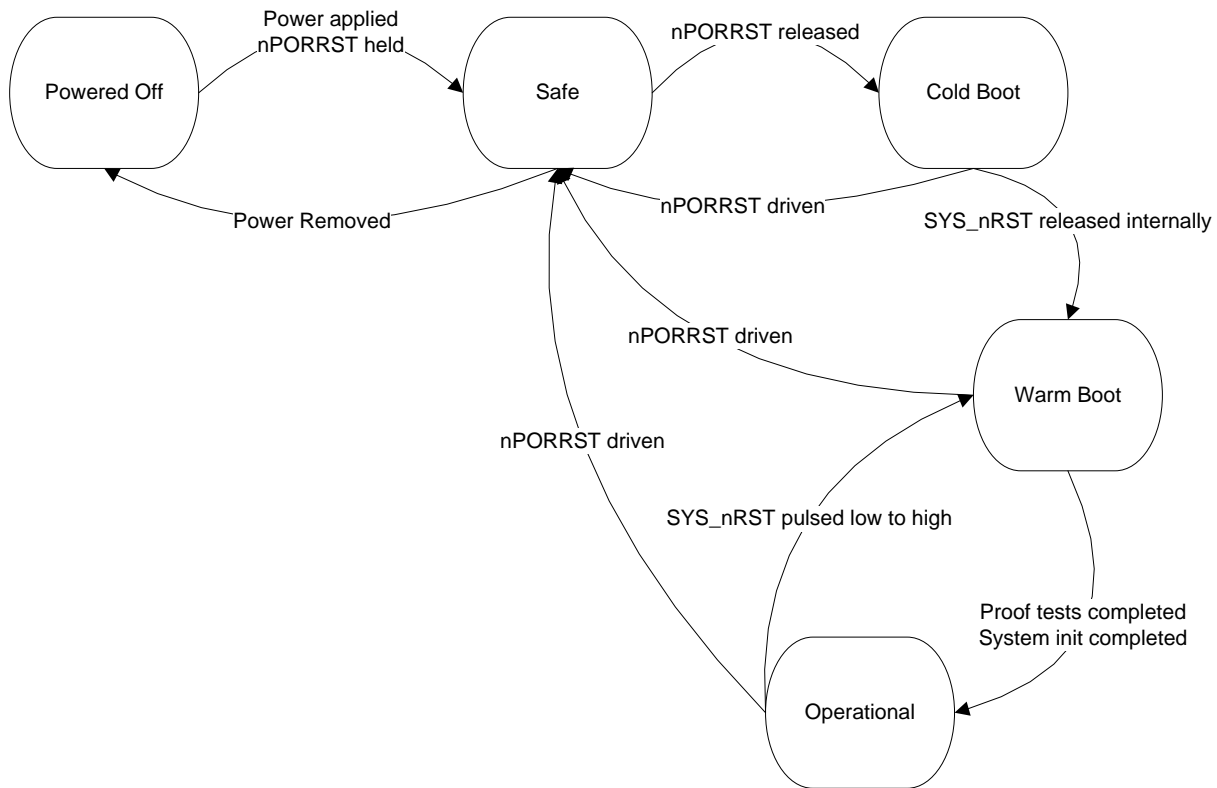 Power applied
nPORRST held
nPORRST released
Powered Off
Safe
Cold Boot
Power Removed
nPORRST driven
SYS_nRST released internally
nPORRST driven
Warm Boot
nPORRST driven
SYS_nRST pulsed low to high
Proof tests completed
System init completed
Operational